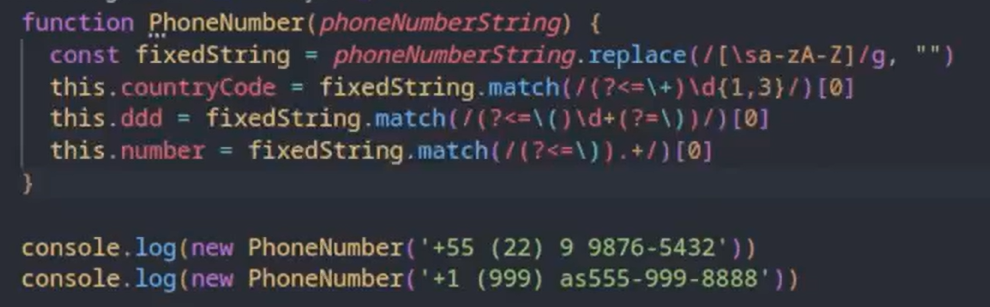 function PhoneNumber(phoneNumberString) {
  const fixedString = phoneNumberString.replace(/[\sa-zA-Z]/g, "")
  this.countryCode = fixedString.match(/(?<=\+)\d{1,3}/)[0]
  this.ddd = fixedString.match(/(?<=\()\d+(?=\))/)[0]
  this.number = fixedString.match(/(?<=\)).+/)[0]
}
console.log(new PhoneNumber('+55 (22) 9 9876-5432'))
console.log(new PhoneNumber('+1 (999) as555-999-8888'))